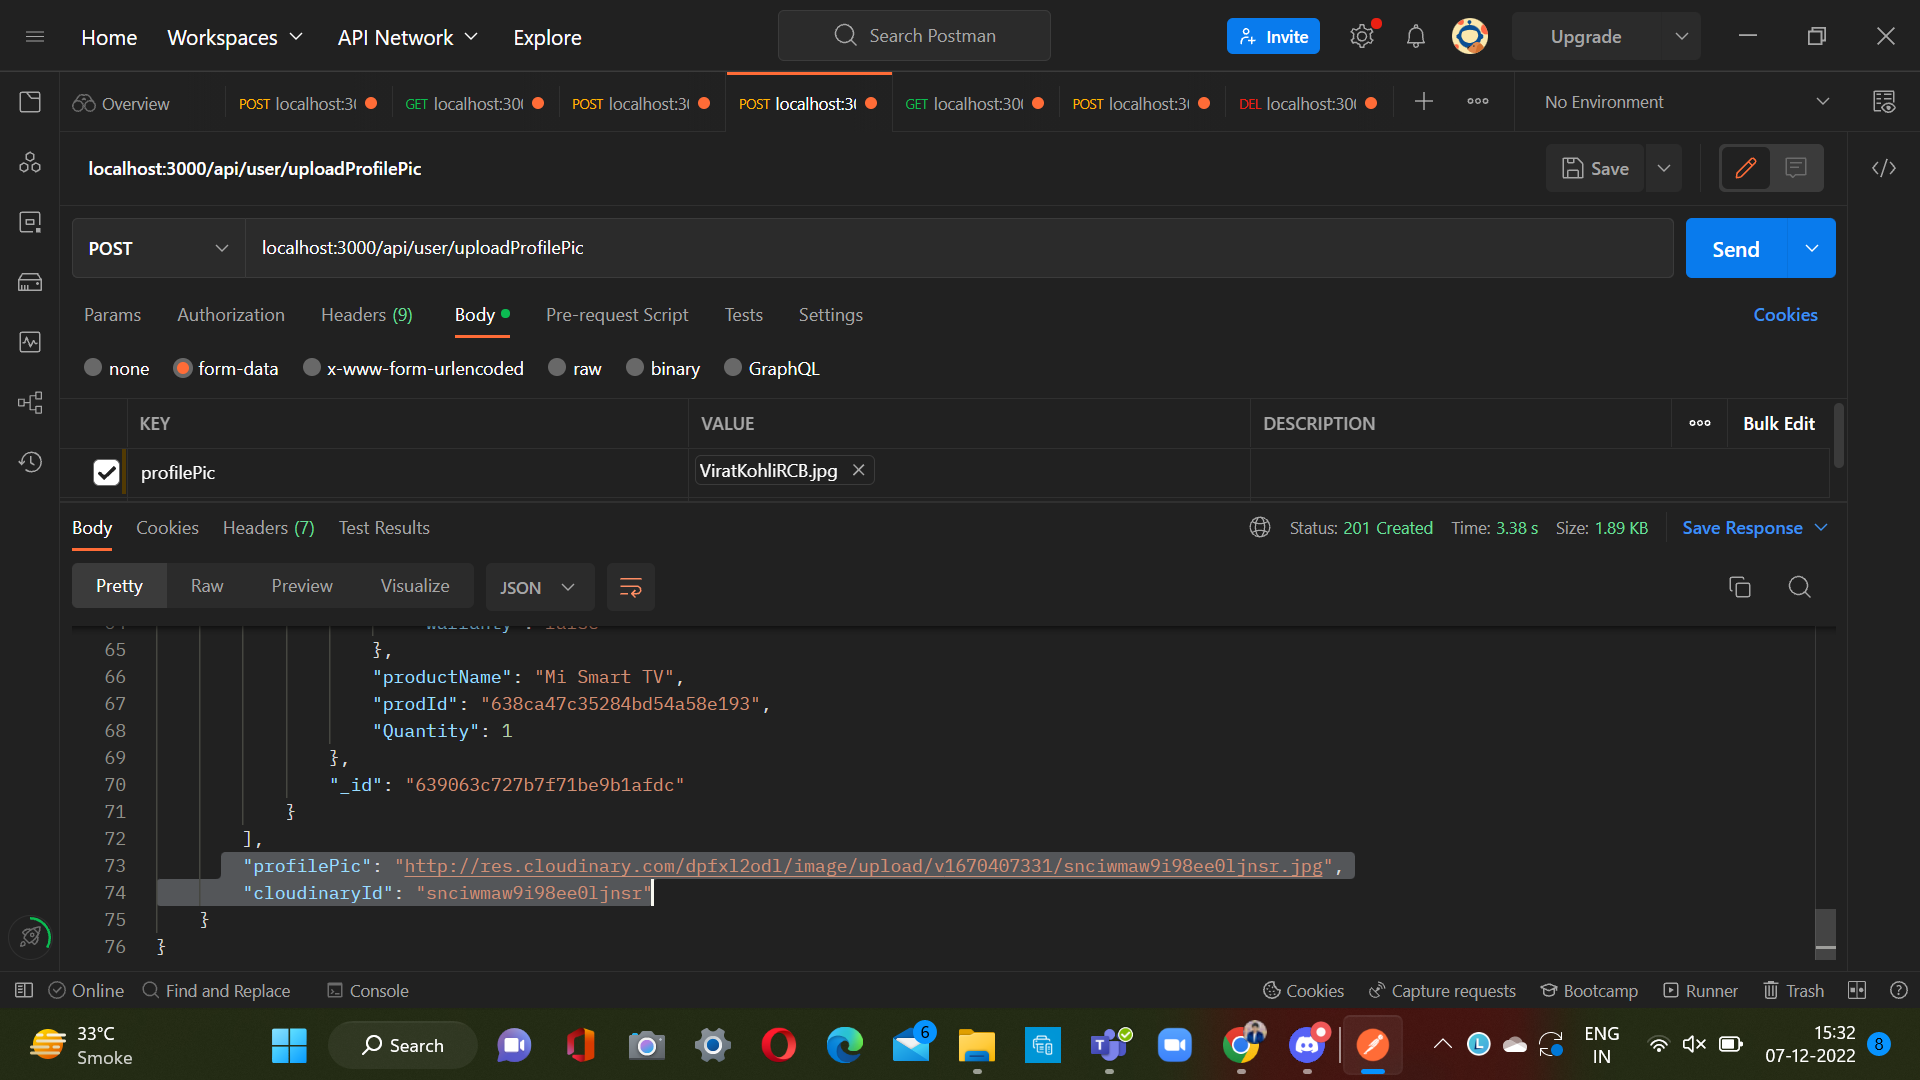 Home Workspaces API Network Explore Search Postman Invite Upgrade
Overview POST localhost:30 GET localhost:300 POST localhost:3 POST localhost:30 GET localhost:300 POST localhost:3 DEL localhost:300 No Environment
localhost:3000/api/user/uploadProfilePic Save
POST localhost:3000/api/user/uploadProfilePic Send
Params Authorization Headers (9) Body Pre-request Script Tests Settings Cookies
none form-data x-www-form-urlencoded raw binary GraphQL
KEY VALUE DESCRIPTION Bulk Edit
profilePic ViratKohliRCB.jpg
Body Cookies Headers (7) Test Results Status: 201 Created Time: 3.38 s Size: 1.89 KB Save Response
Pretty Raw Preview Visualize JSON
65 },
66 "productName": "Mi Smart TV",
67 "prodId": "638ca47c35284bd54a58e193",
68 "Quantity": 1
69 },
70 "_id": "639063c727b7f71be9b1afdc"
71 }
72 ],
73 "profilePic": "http://res.cloudinary.com/dpfxl2odl/image/upload/v1670407331/snciwmaw9i98ee0ljnsr.jpg",
74 "cloudinaryId": "snciwmaw9i98ee0ljnsr"
75 }
76 }
Online Find and Replace Console Cookies Capture requests Bootcamp Runner Trash
33°C
Smoke
Search
6
ENG
IN
15:32
07-12-2022
8